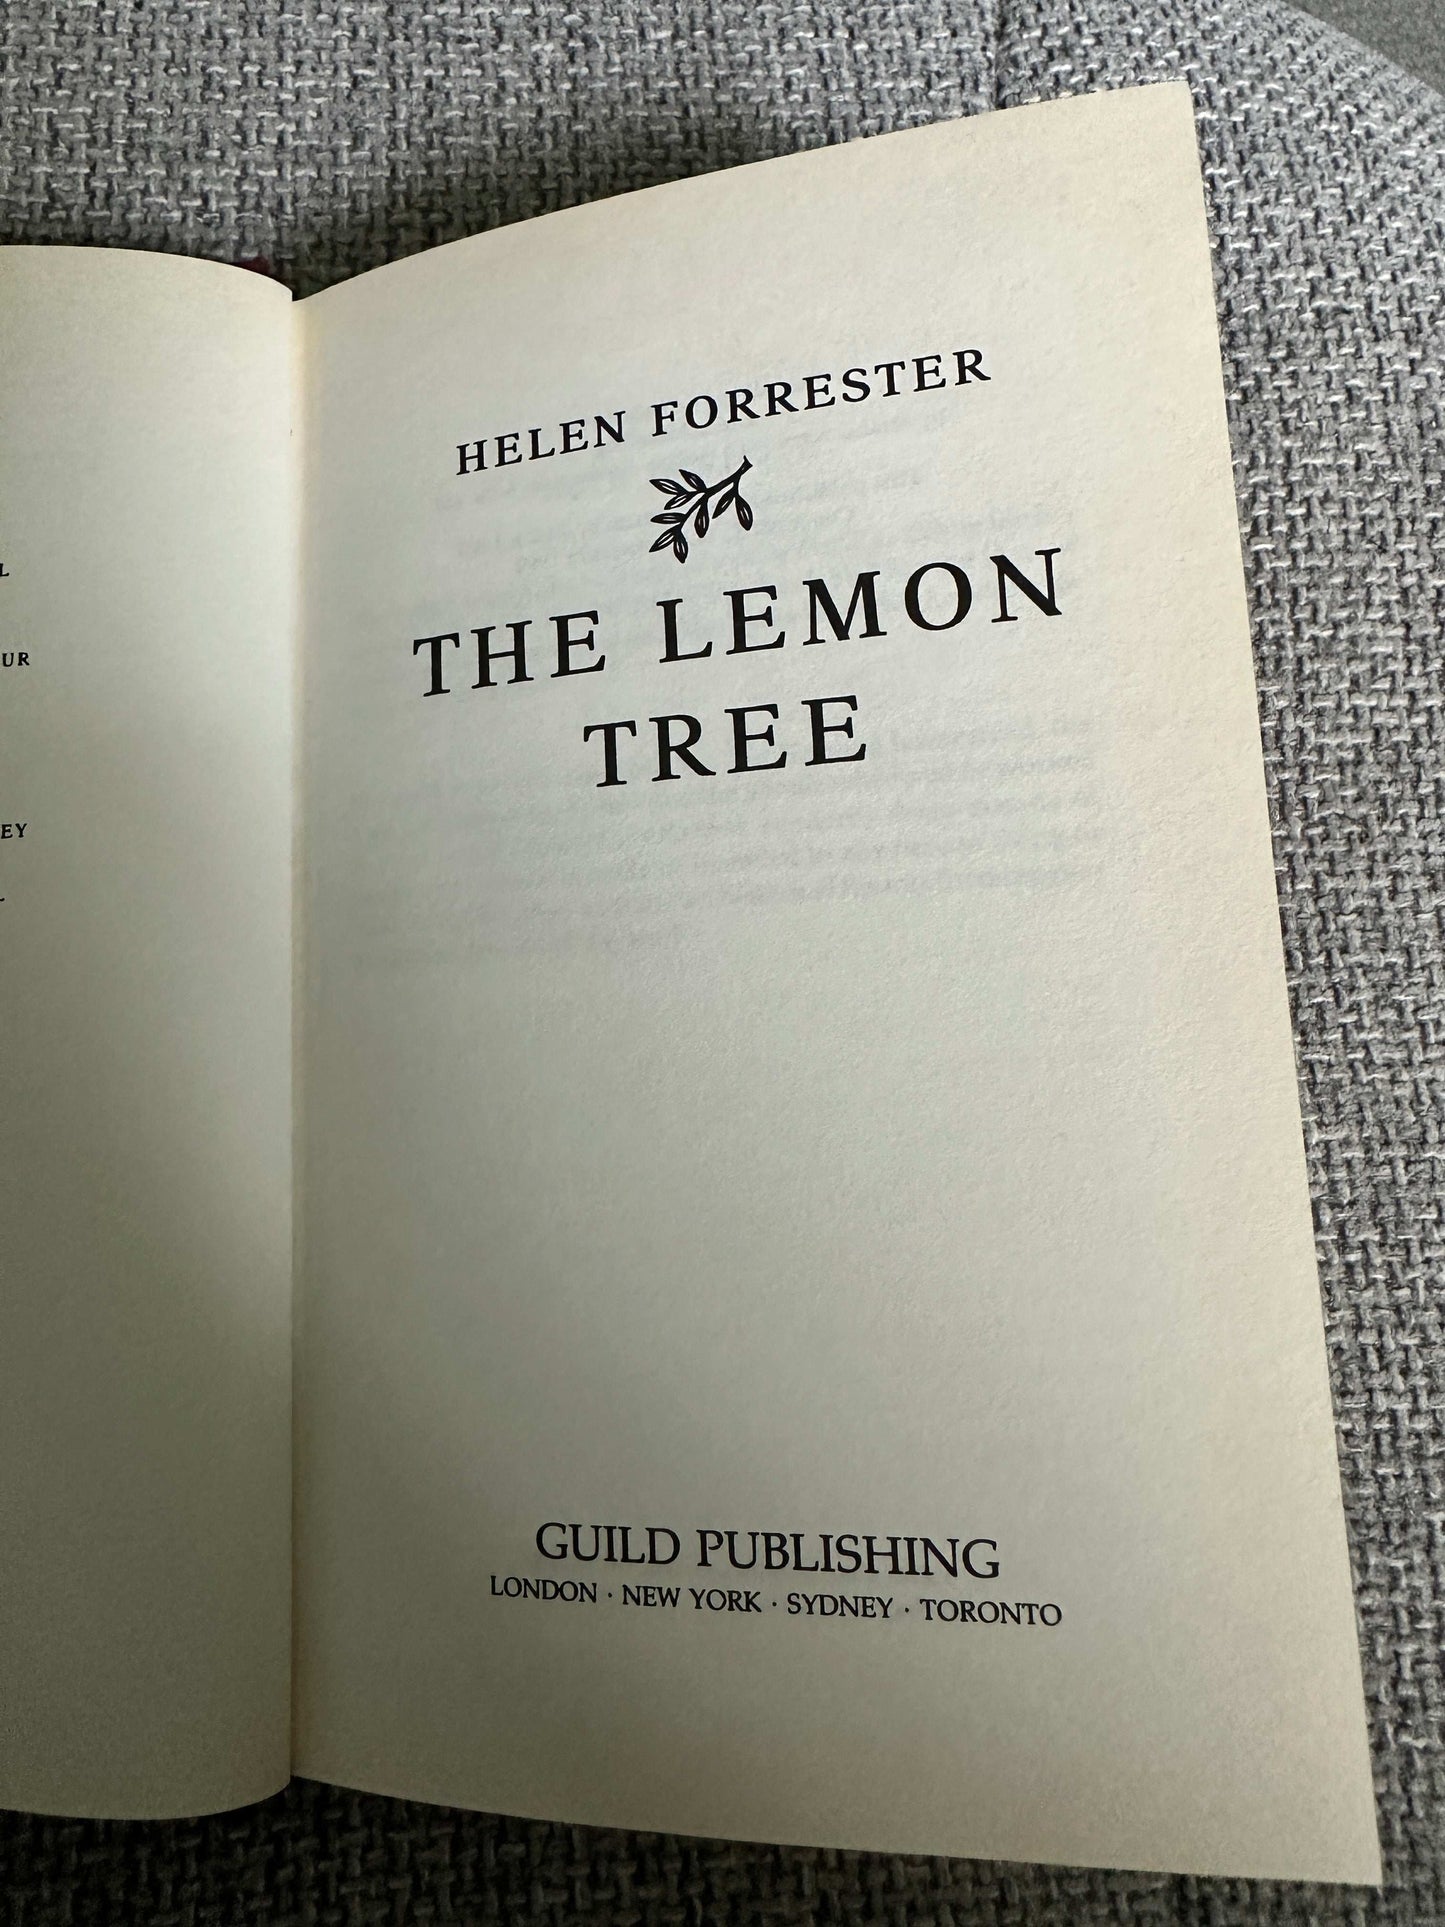 HELEN FORRESTER
THE LEMON
TREE
GUILD PUBLISHING
LONDON · NEW YORK · SYDNEY · TORONTO